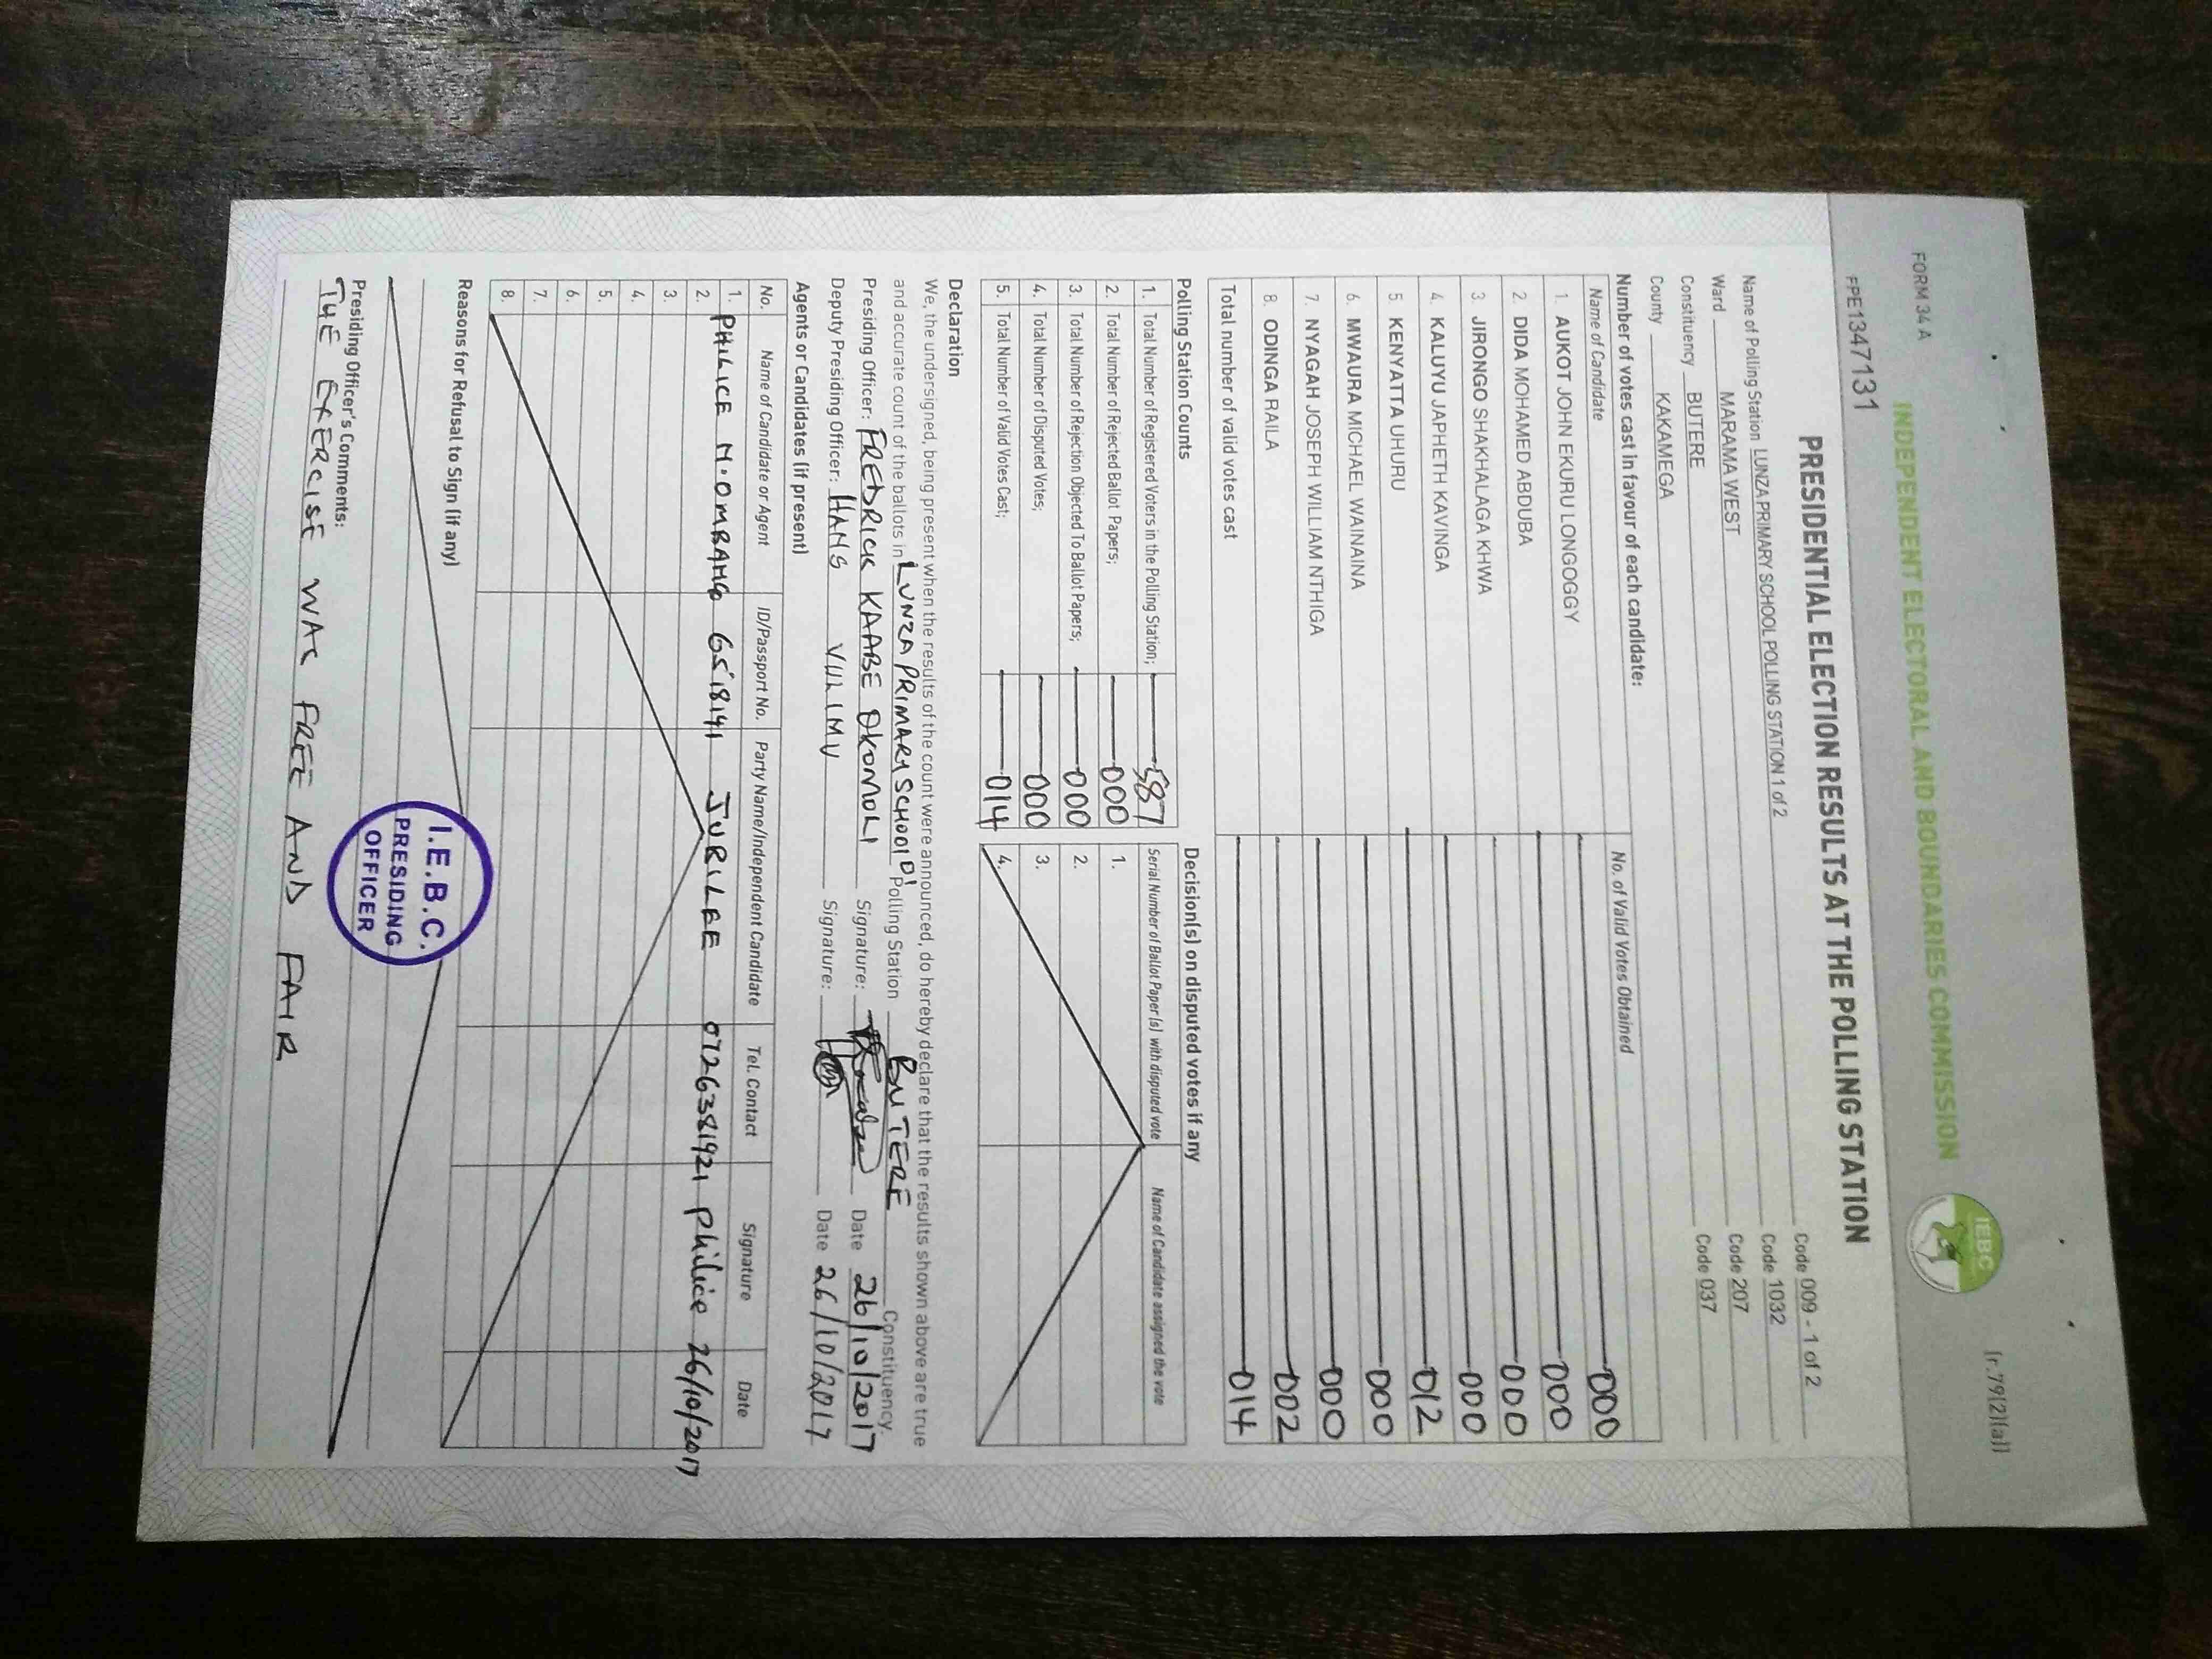 FORM 34 A
[r.79(2)(a)]
INDEPENDENT ELECTORAL AND BOUNDARIES COMMISSION
IEBC
FPE1347131
PRESIDENTIAL ELECTION RESULTS AT THE POLLING STATION
Name of Polling Station LUNZA PRIMARY SCHOOL POLLING STATION 1 of 2 Code 009 - 1 of 2
Ward MARAMA WEST Code 1032
Constituency BUTERE Code 207
County KAKAMEGA Code 037
Number of votes cast in favour of each candidate:
Name of Candidate No. of Valid Votes Obtained
1. AUKOT JOHN EKURU LONGOGGY 000
2. DIDA MOHAMED ABDUBA 000
3. JIRONGO SHAKHALAGA KHWA 000
4. KALUYU JAPHETH KAVINGA 000
5. KENYATTA UHURU 012
6. MWAURA MICHAEL WAINAINA 000
7. NYAGAH JOSEPH WILLIAM NTHIGA 000
8. ODINGA RAILA 002
Total number of valid votes cast 014
Polling Station Counts
1. Total Number of Registered Voters in the Polling Station; 587
2. Total Number of Rejected Ballot Papers; 000
3. Total Number of Rejection Objected To Ballot Papers; 000
4. Total Number of Disputed Votes; 000
5. Total Number of Valid Votes Cast; 014
Decision(s) on disputed votes if any
Serial Number of Ballot Paper(s) with disputed vote Name of Candidate assigned the vote
1.
2.
3.
4.
Declaration
We, the undersigned, being present when the results of the count were announced, do hereby declare that the results shown above are true
and accurate count of the ballots in LUNZA PRIMARY SCHOOL 01 Polling Station BUTERE Constituency.
Presiding Officer: FREDRICK KAABE OKOMOLI Signature: Date 26/10/2017
Deputy Presiding Officer: HANS Signature: Date 26/10/2017
Agents or Candidates (if present)
No. Name of Candidate or Agent ID/Passport No. Party Name/Independent Candidate Tel. Contact Signature Date
1. PHILICE M. OMBANG 6518141 JUBILEE 0726381921 Philice 26/10/2017
2.
3.
4.
5.
6.
7.
8.
Reasons for Refusal to Sign (if any)
I.E.B.C.
PRESIDING
OFFICER
Presiding Officer's Comments:
THE EXERCISE WAS FREE AND FAIR